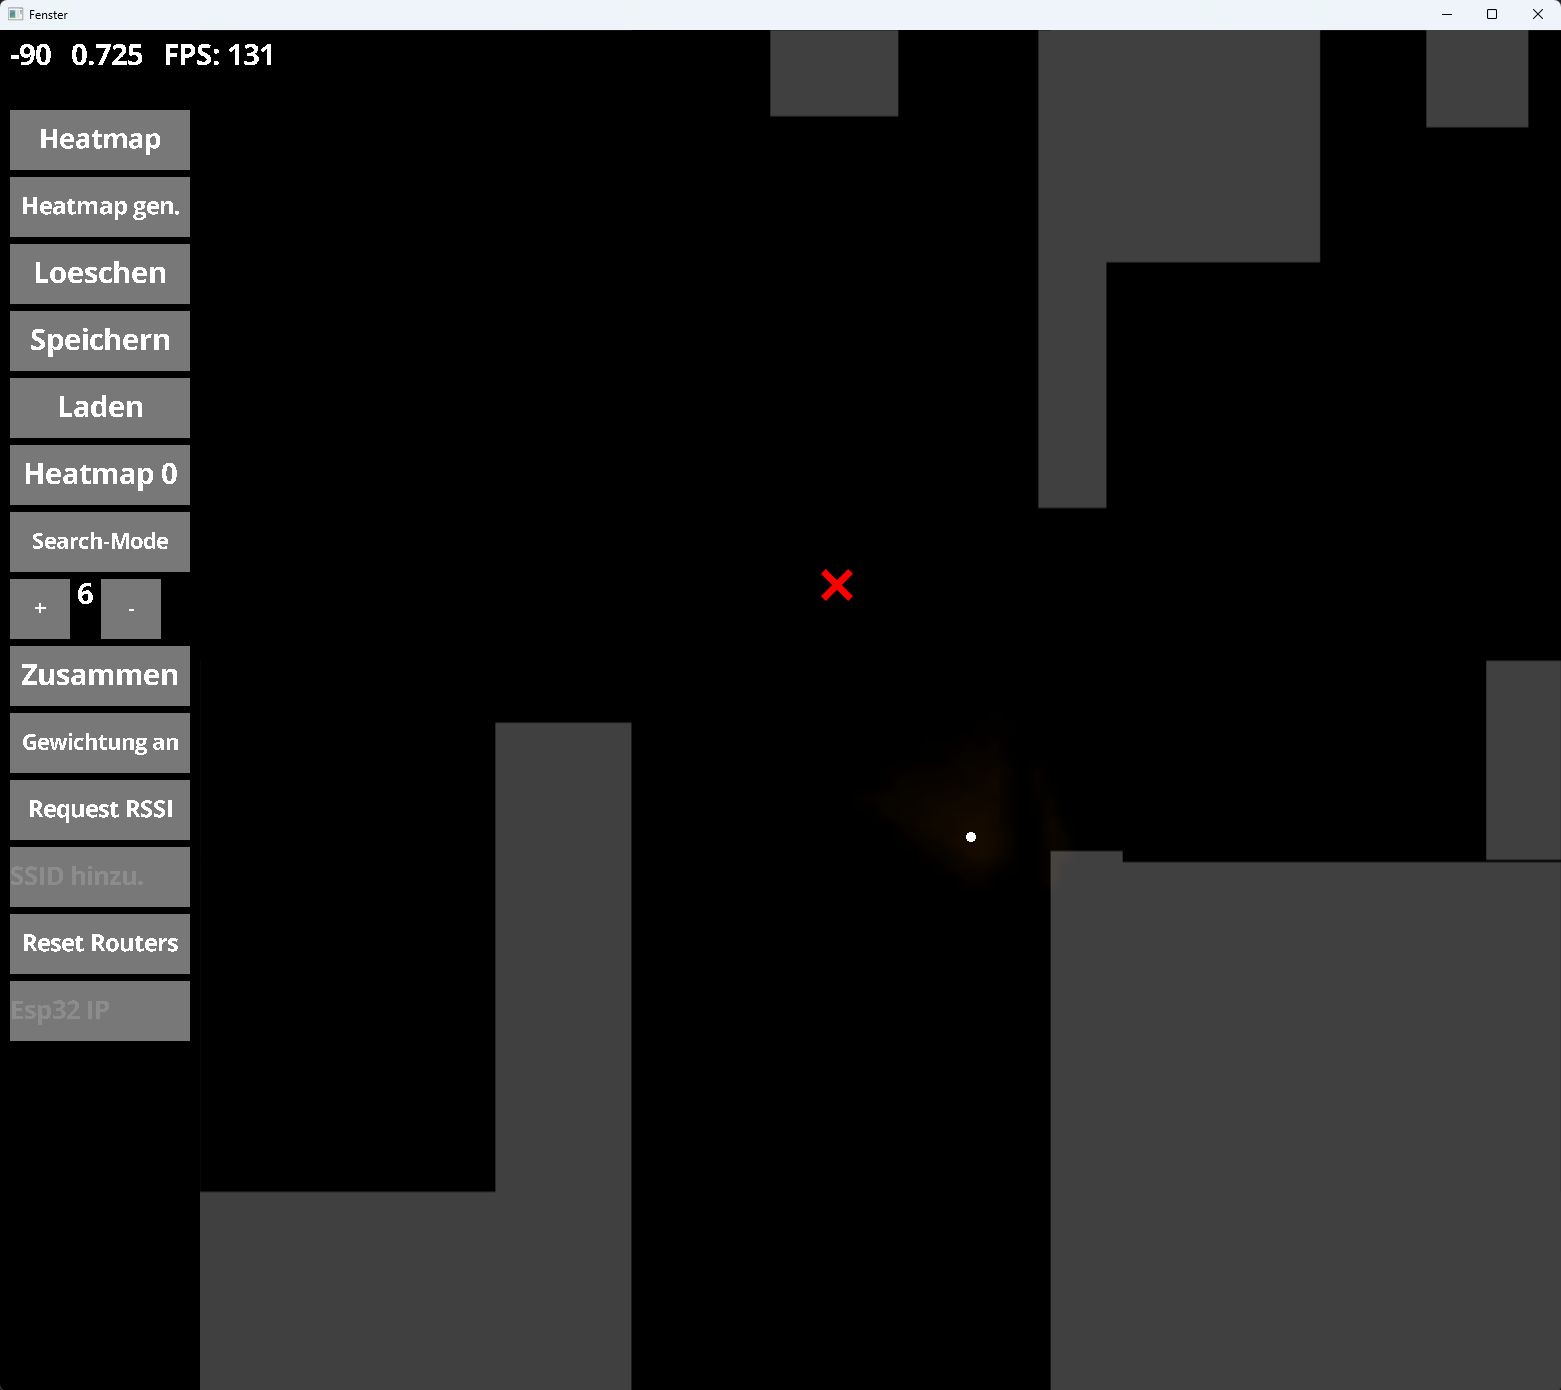 Fenster
-90 0.725 FPS: 131
Heatmap
Heatmap gen.
Loeschen
Speichern
Laden
Heatmap 0
Search-Mode
+ 6 -
Zusammen
Gewichtung an
Request RSSI
SSID hinzu.
Reset Routers
Esp32 IP